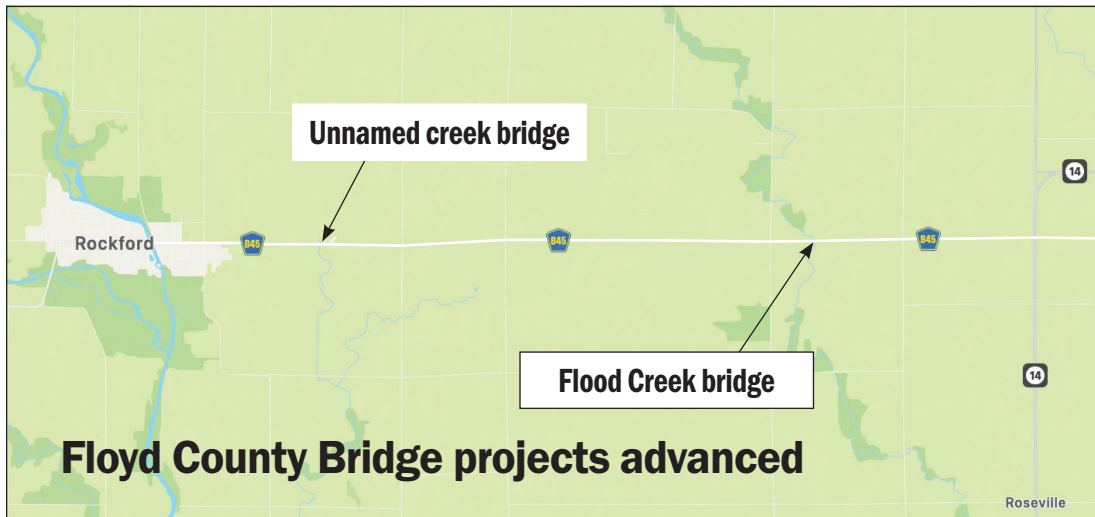 Unnamed creek bridge
14
Rockford
B45
B45
B45
Flood Creek bridge
14
Floyd County Bridge projects advanced
Roseville